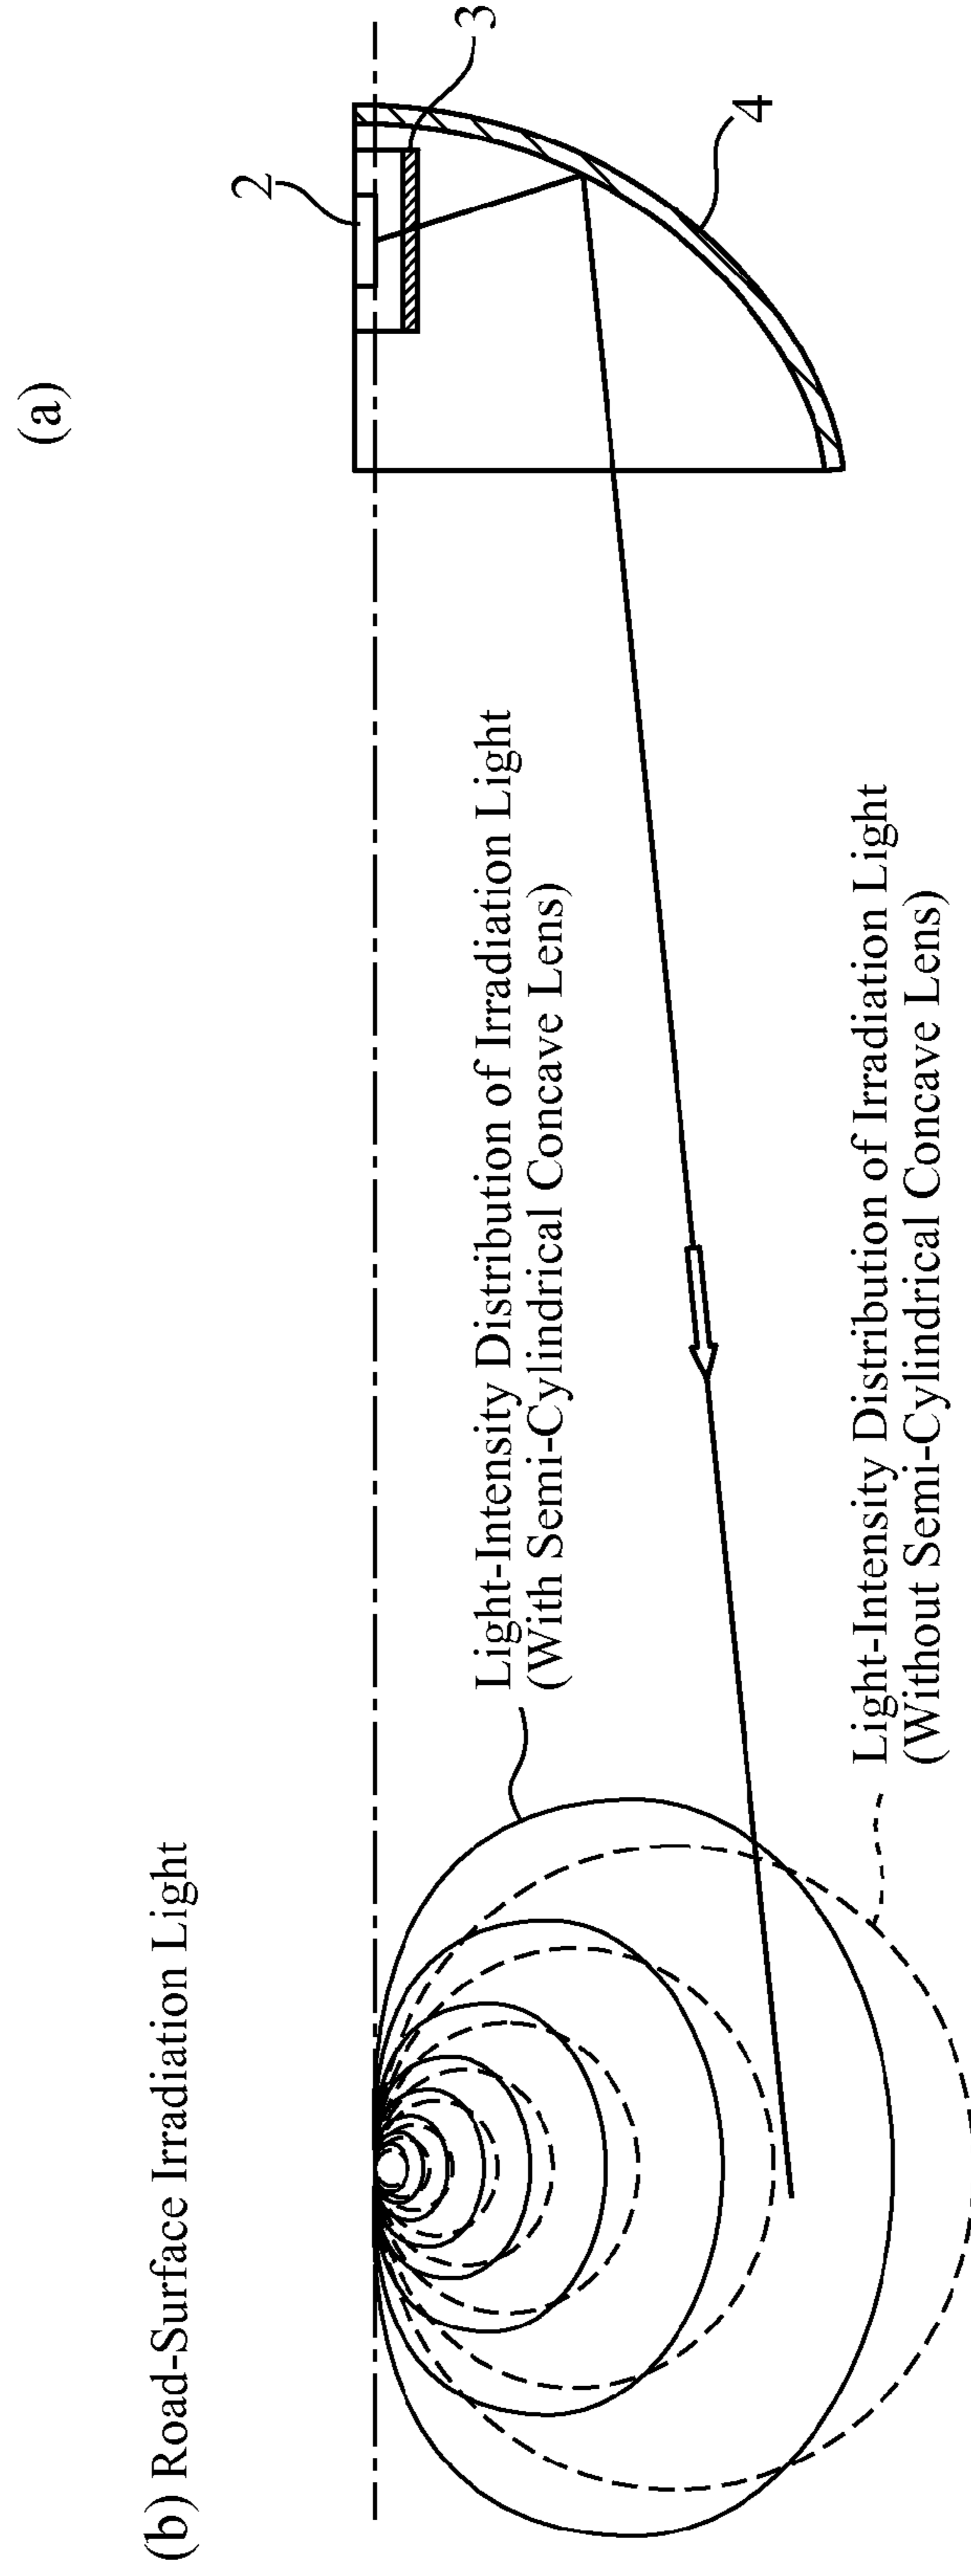 (a)
2
3
4
(b) Road-Surface Irradiation Light
Light-Intensity Distribution of Irradiation Light
(With Semi-Cylindrical Concave Lens)
Light-Intensity Distribution of Irradiation Light
(Without Semi-Cylindrical Concave Lens)